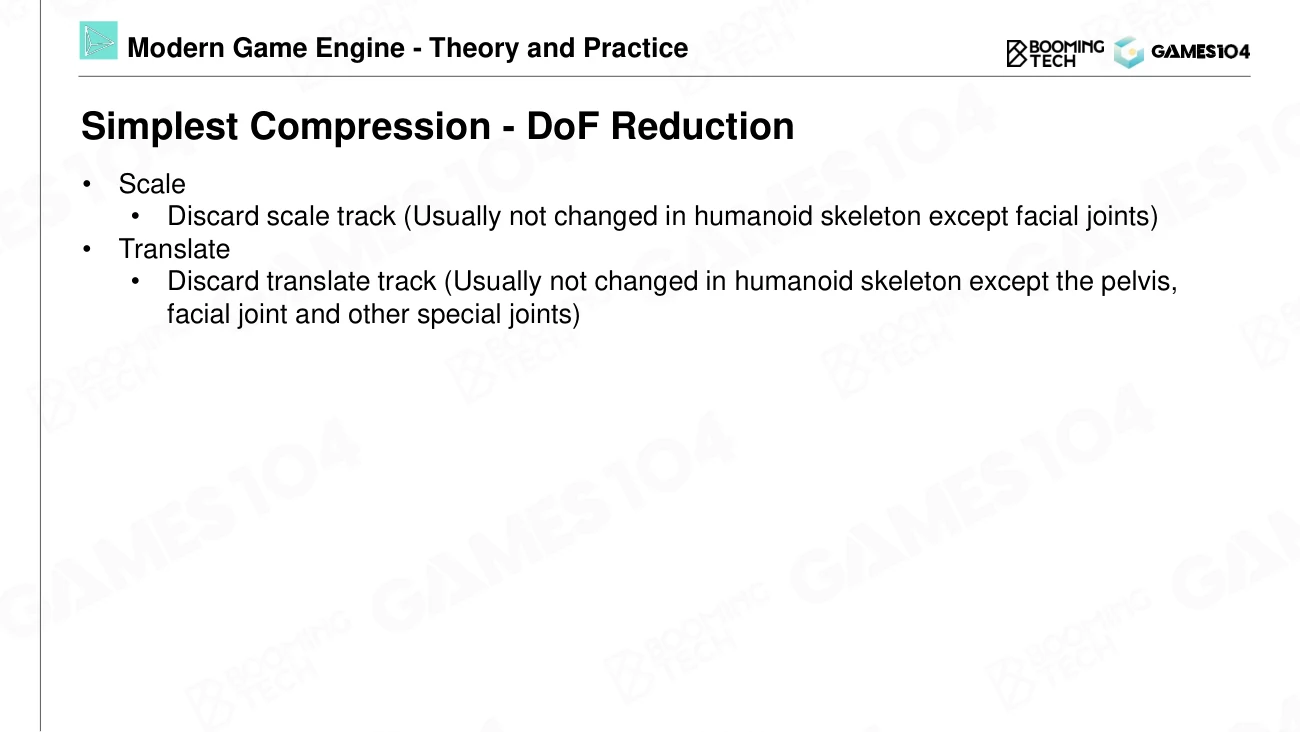 Modern Game Engine - Theory and Practice
BOOMING
TECH
GAMES104
Simplest Compression - DoF Reduction
• Scale
• Discard scale track (Usually not changed in humanoid skeleton except facial joints)
• Translate
• Discard translate track (Usually not changed in humanoid skeleton except the pelvis,
facial joint and other special joints)